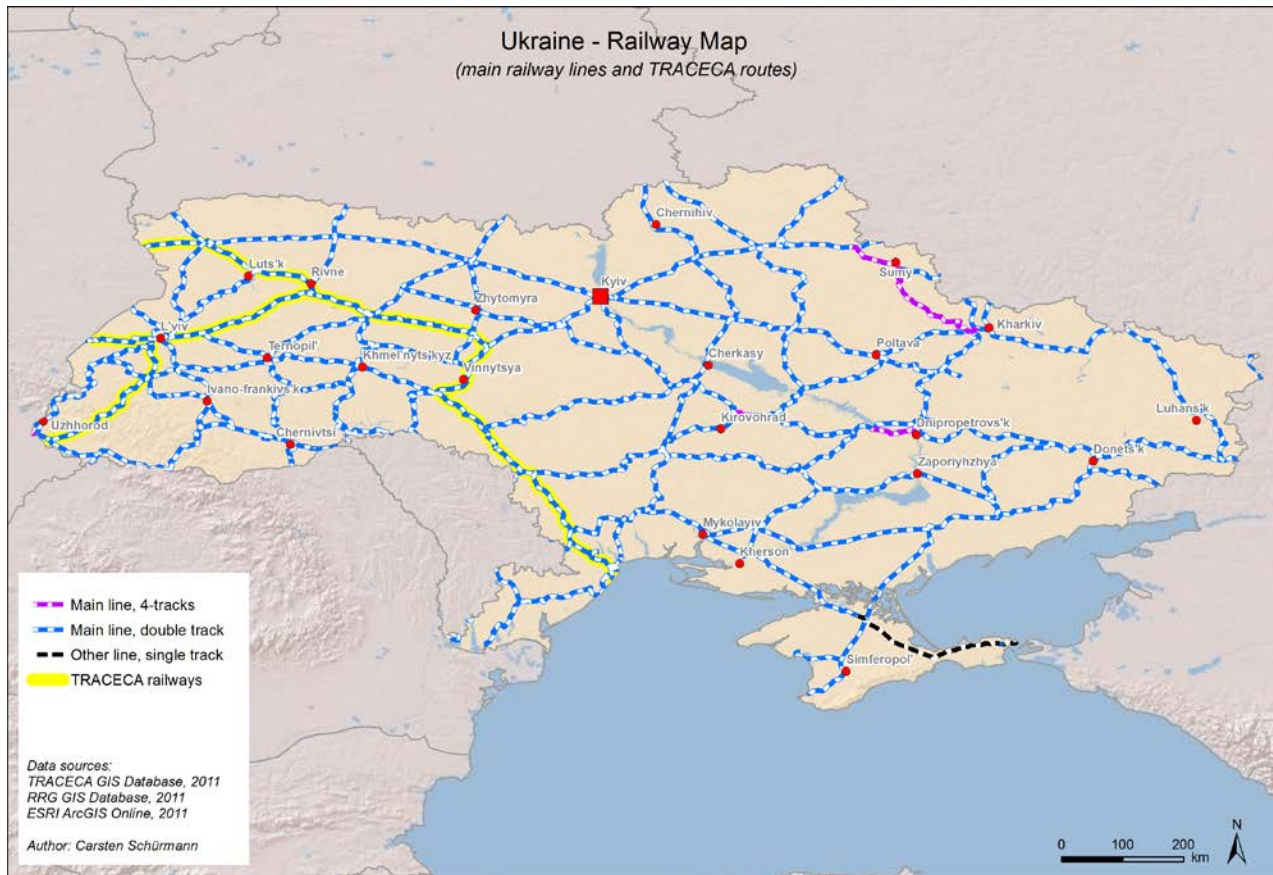 Ukraine - Railway Map
(main railway lines and TRACECA routes)
Chernihiv
Sumy
Luts'k
Rivne
Kyiv
Zhytomyra
Kharkiv
L'viv
Ternopil'
Khmel'nyts'kyz
Cherkasy
Poltava
Vinnytsya
Ivano-frankivs'k
Uzhhorod
Chernivtsi
Kirovohrad
Dnipropetrovs'k
Luhans'k
Donets'k
Zaporiyhzhya
Mykolayiv
Kherson
Simferopol'
Main line, 4-tracks
Main line, double track
Other line, single track
TRACECA railways
Data sources:
TRACECA GIS Database, 2011
RRG GIS Database, 2011
ESRI ArcGIS Online, 2011
Author: Carsten Schürmann
0 100 200
km
N